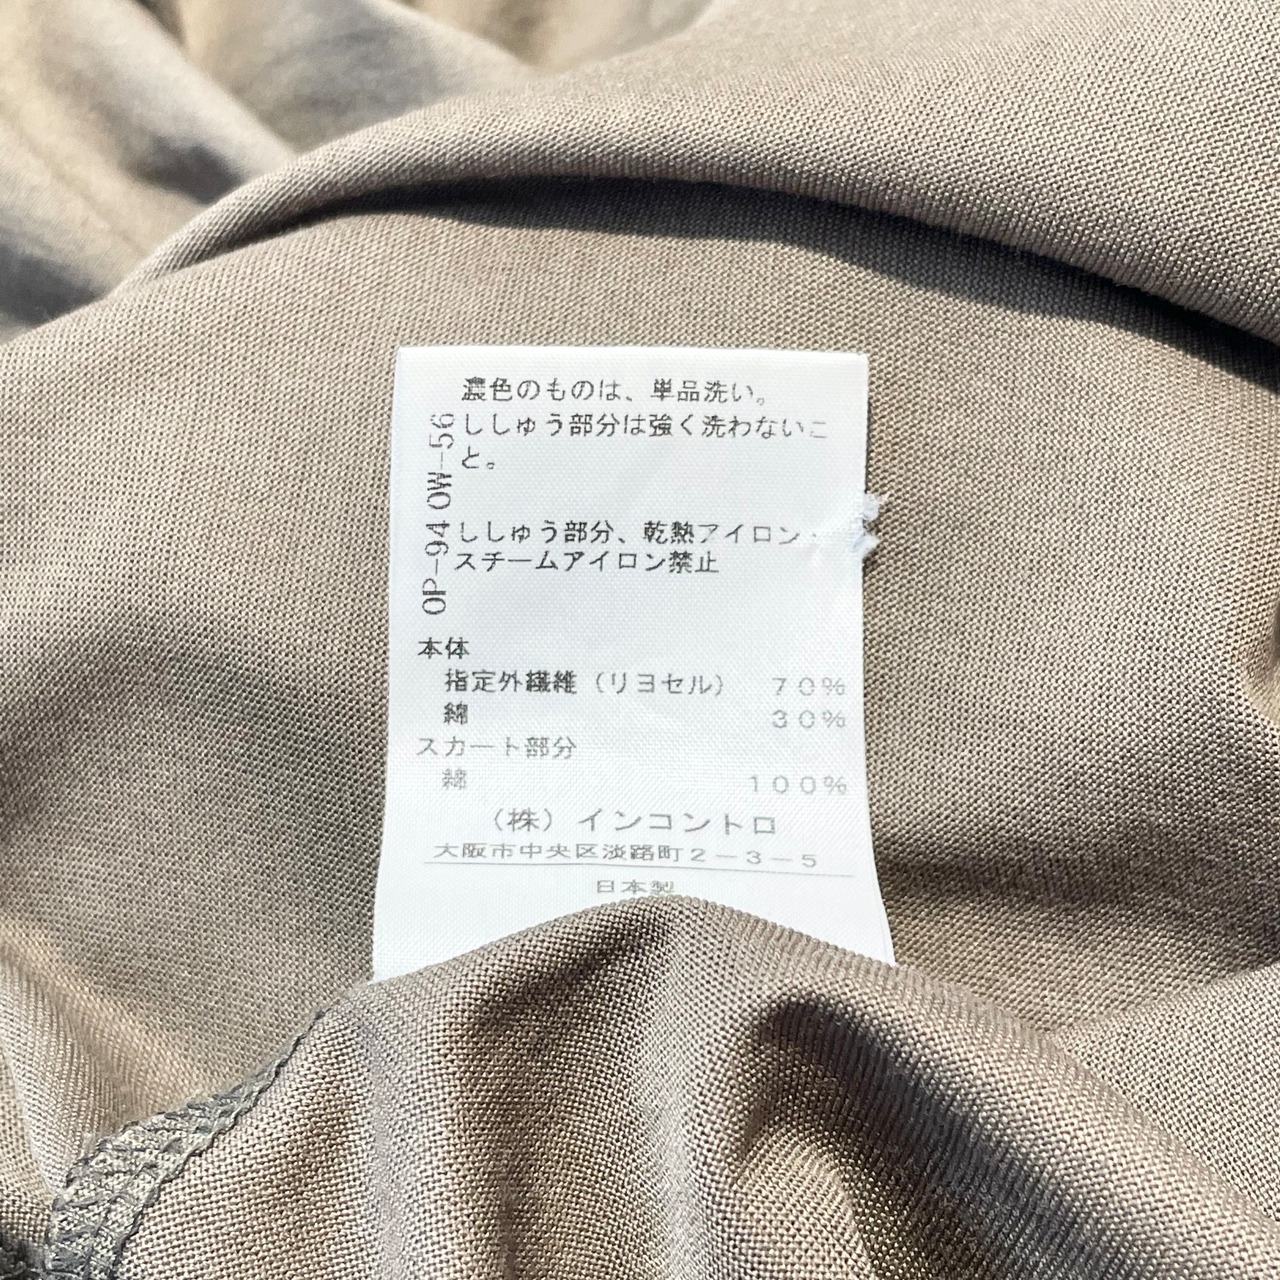 濃色のものは、単品洗い。
ししゅう部分は強く洗わないこ
と。
ししゅう部分、乾熱アイロン・
スチームアイロン禁止
OP-94 OW-56
本体
指定外繊維（リヨセル） 70%
綿 30%
スカート部分
綿 100%
（株）インコントロ
大阪市中央区淡路町2-3-5
日本製